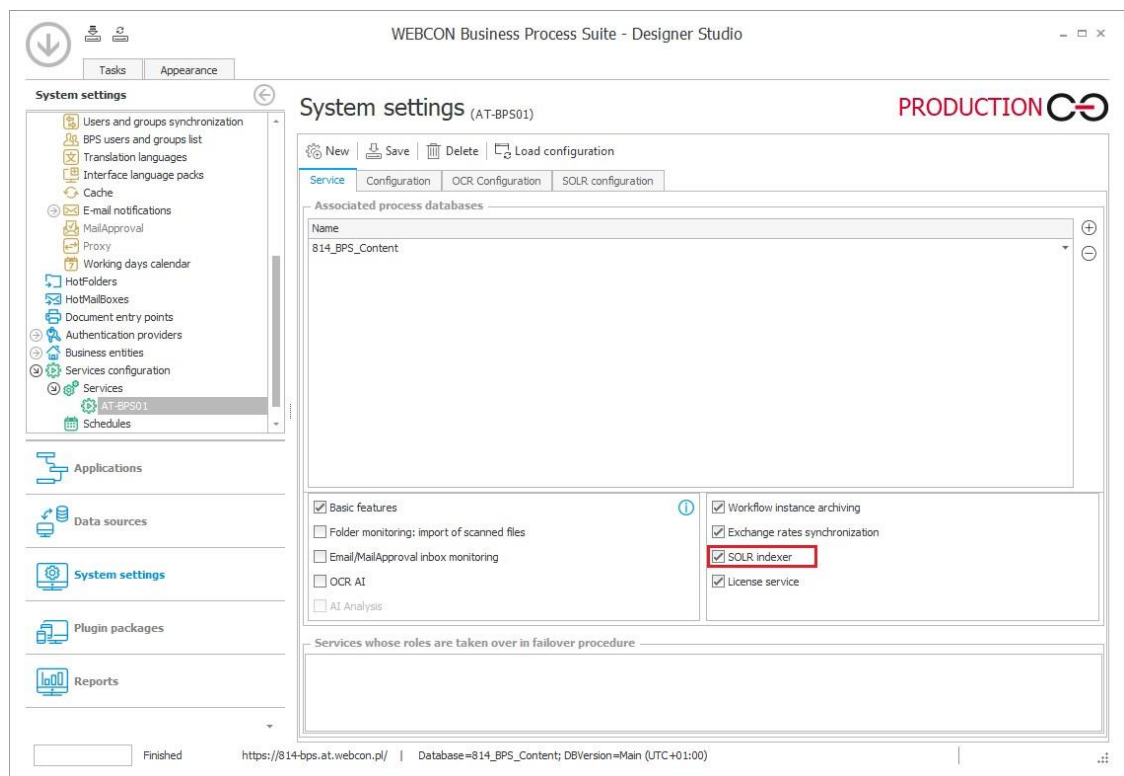 WEBCON Business Process Suite - Designer Studio
Tasks Appearance
System settings
Users and groups synchronization
BPS users and groups list
Translation languages
Interface language packs
Cache
E-mail notifications
MailApproval
Proxy
Working days calendar
HotFolders
HotMailBoxes
Document entry points
Authentication providers
Business entities
Services configuration
Services
AT-BPS01
Schedules
Applications
Data sources
System settings
Plugin packages
Reports
System settings (AT-BPS01)
PRODUCTION
New Save Delete Load configuration
Service Configuration OCR Configuration SOLR configuration
Associated process databases
Name
814_BPS_Content
Basic features
Folder monitoring: import of scanned files
Email/MailApproval inbox monitoring
OCR AI
AI Analysis
Workflow instance archiving
Exchange rates synchronization
SOLR indexer
License service
Services whose roles are taken over in failover procedure
Finished https://814-bps.at.webcon.pl/ | Database=814_BPS_Content; DBVersion=Main (UTC+01:00)